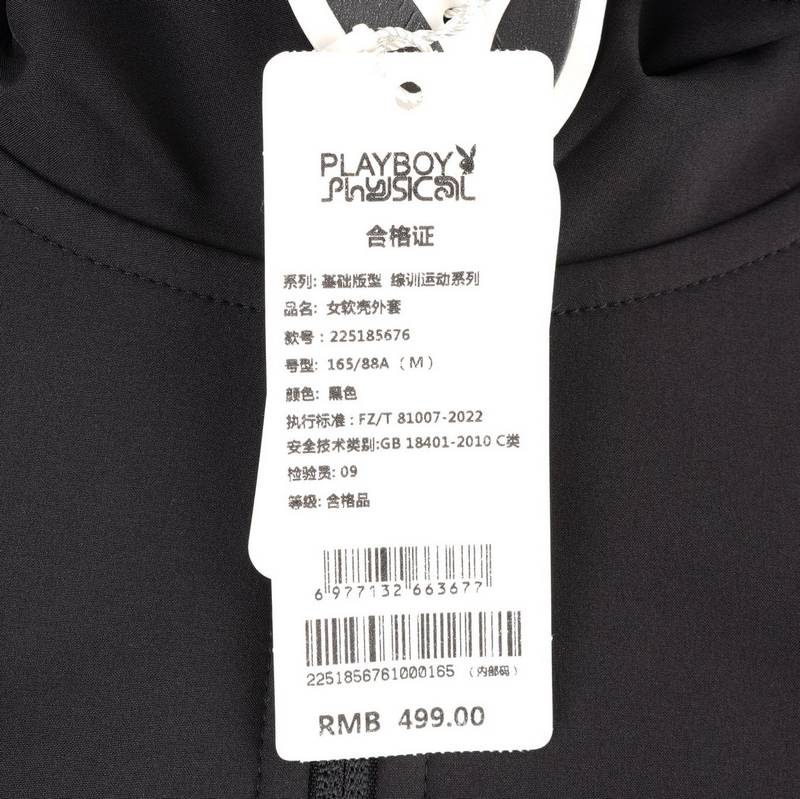 PLAYBOY
PhYSICAL
合格证
系列: 基础版型 综训运动系列
品名: 女软壳外套
款号: 225185676
号型: 165/88A (M)
颜色: 黑色
执行标准: FZ/T 81007-2022
安全技术类别:GB 18401-2010 C类
检验员: 09
等级: 合格品
6 977132 663677
2251856761000165 (内部码)
RMB 499.00